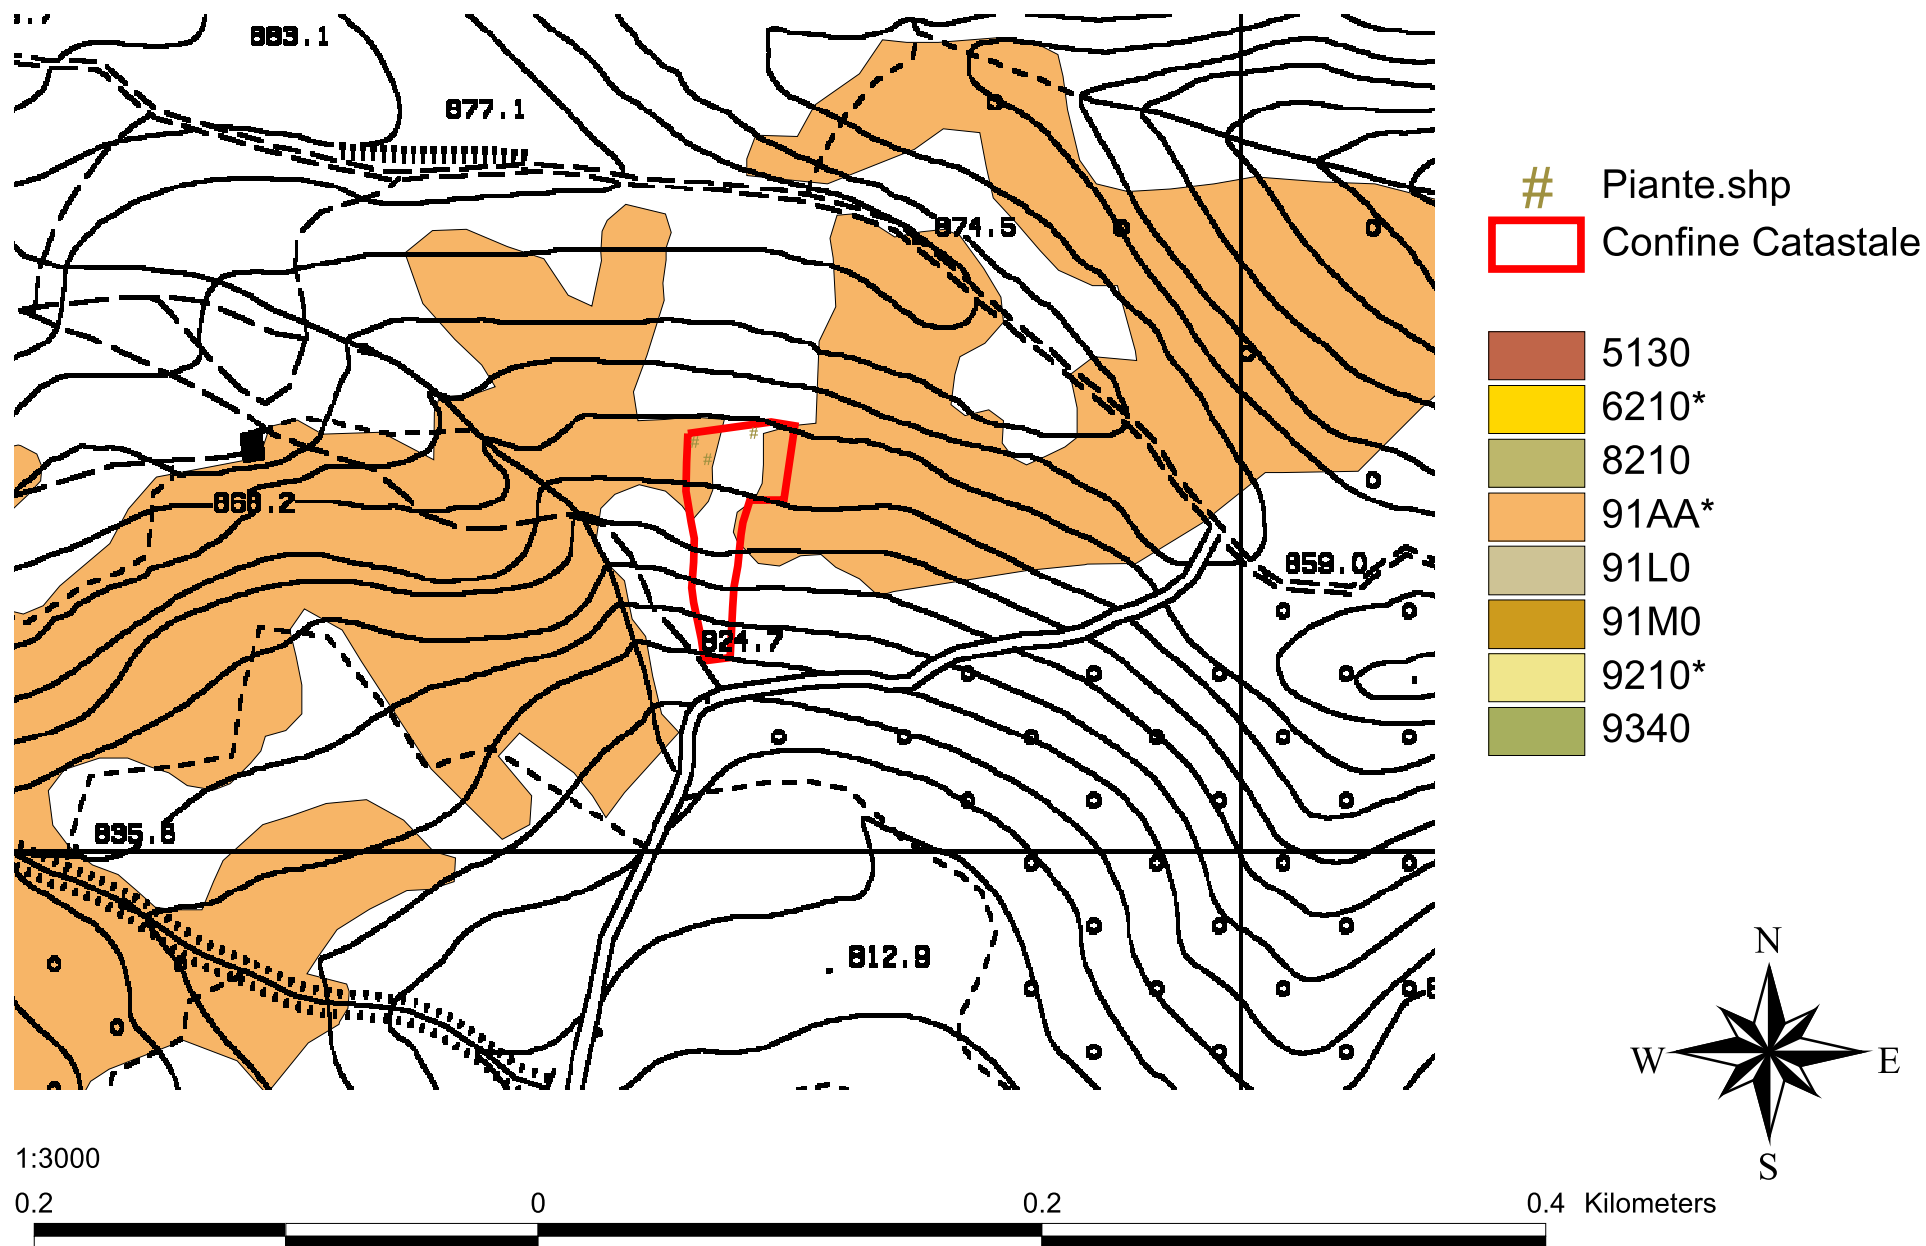 883.1
877.1
874.5
# Piante.shp
Confine Catastale
5130
6210*
8210
91AA*
868.2
91L0
859.0
91M0
824.7
9210*
9340
835.6
812.9
N
W E
S
1:3000
0.2 0 0.2 0.4 Kilometers